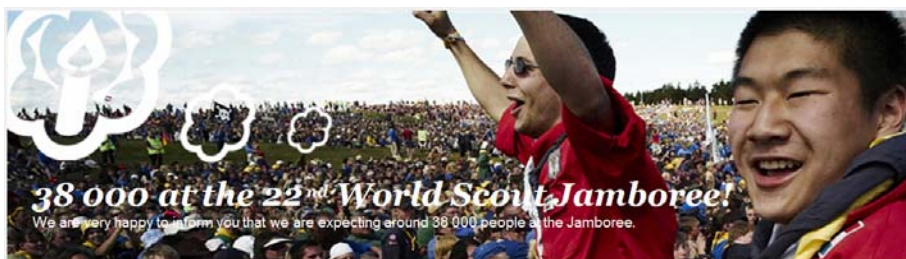 38 000 at the 22nd World Scout Jamboree!
We are very happy to inform you that we are expecting around 38 000 people at the Jamboree.